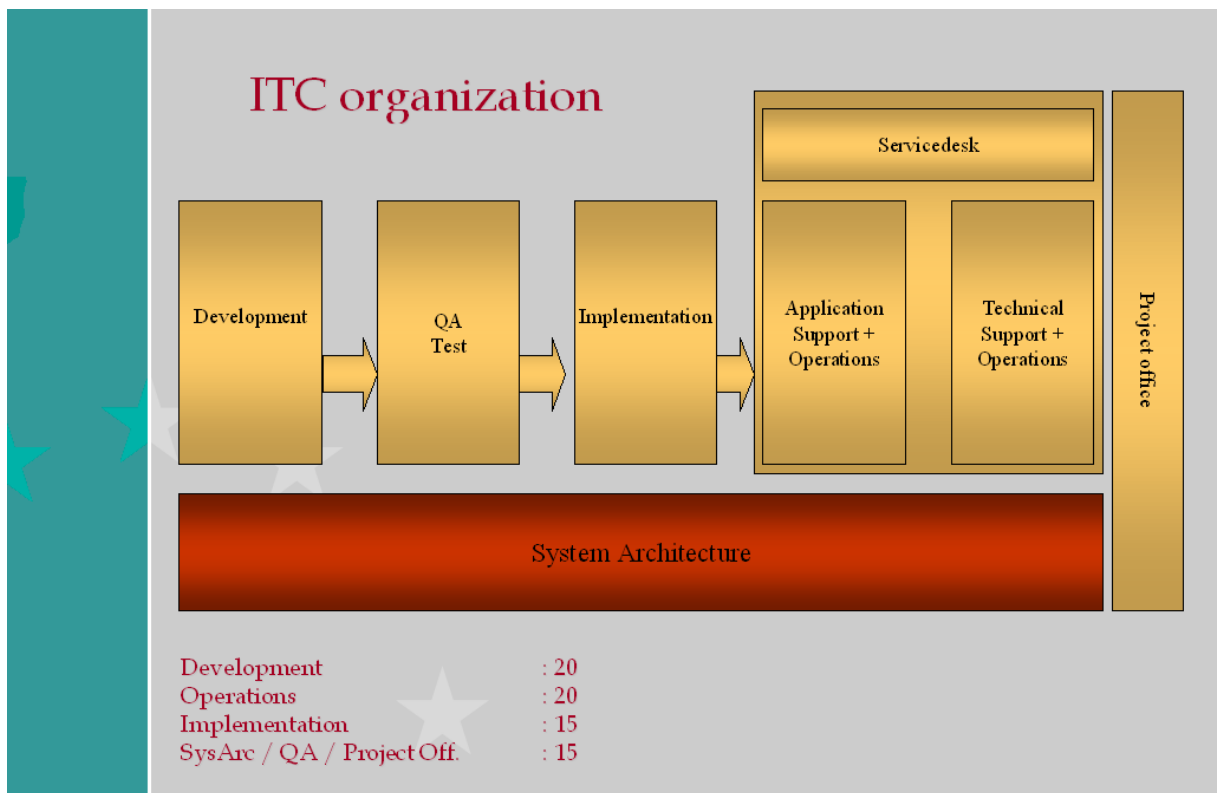 ITC organization
Servicedesk
Development
QA
Test
Implementation
Application
Support +
Operations
Technical
Support +
Operations
Project office
System Architecture
Development : 20
Operations : 20
Implementation : 15
SysArc / QA / Project Off. : 15